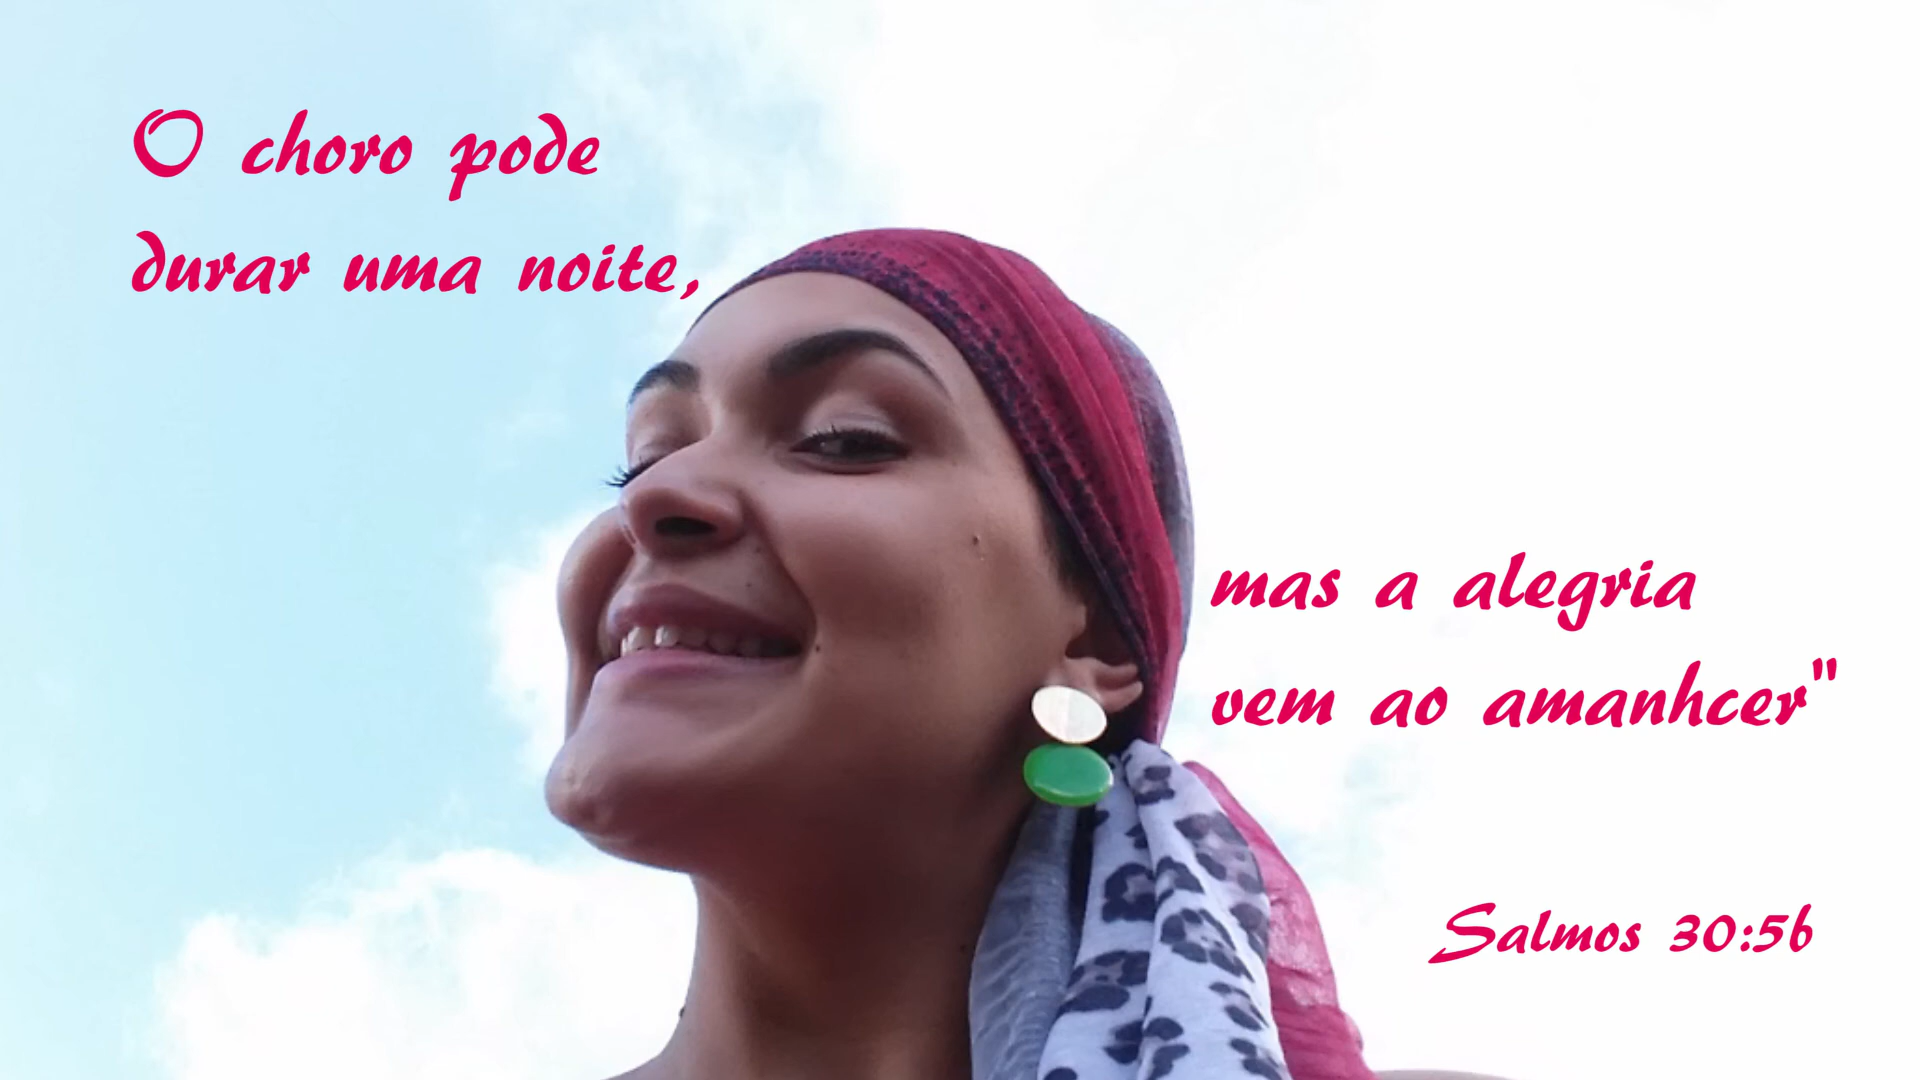 O choro pode
durar uma noite,
mas a alegria
vem ao amanhcer"
Salmos 30:5b